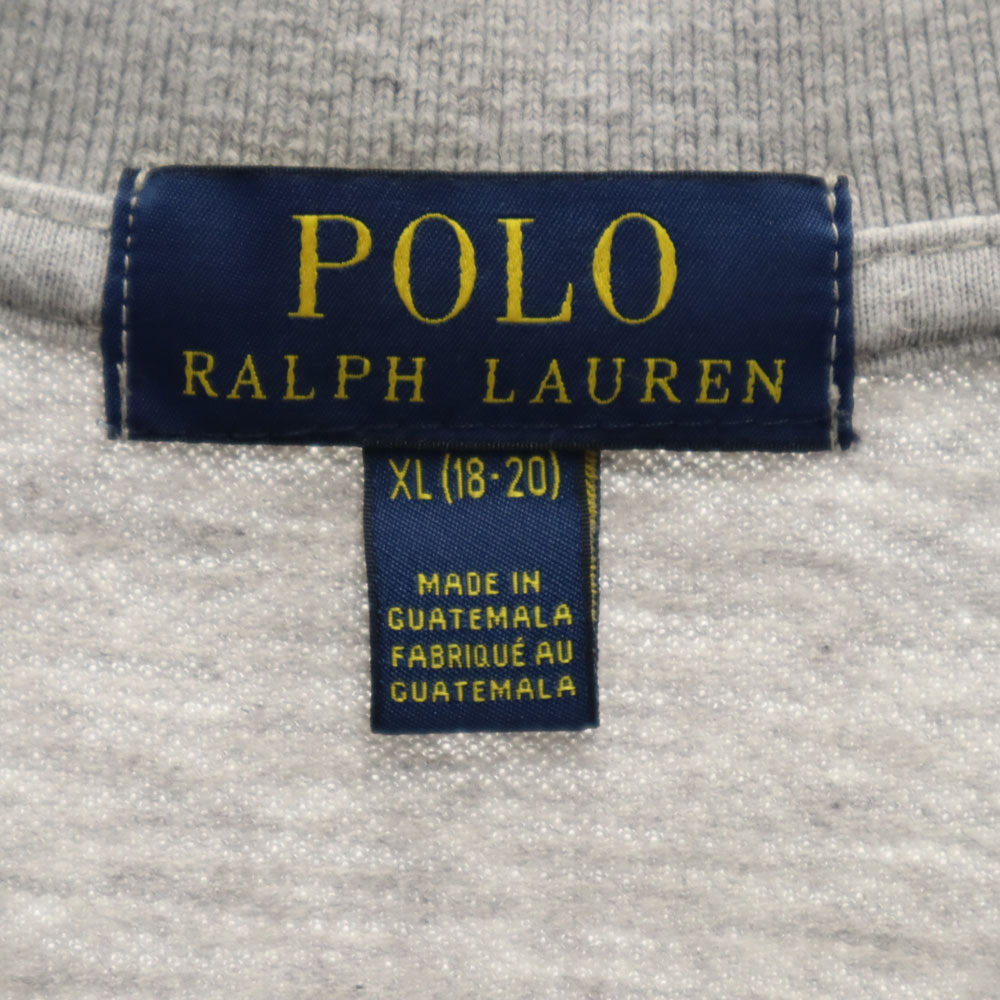 POLO
RALPH LAUREN
XL (18-20)
MADE IN
GUATEMALA
FABRIQUÉ AU
GUATEMALA